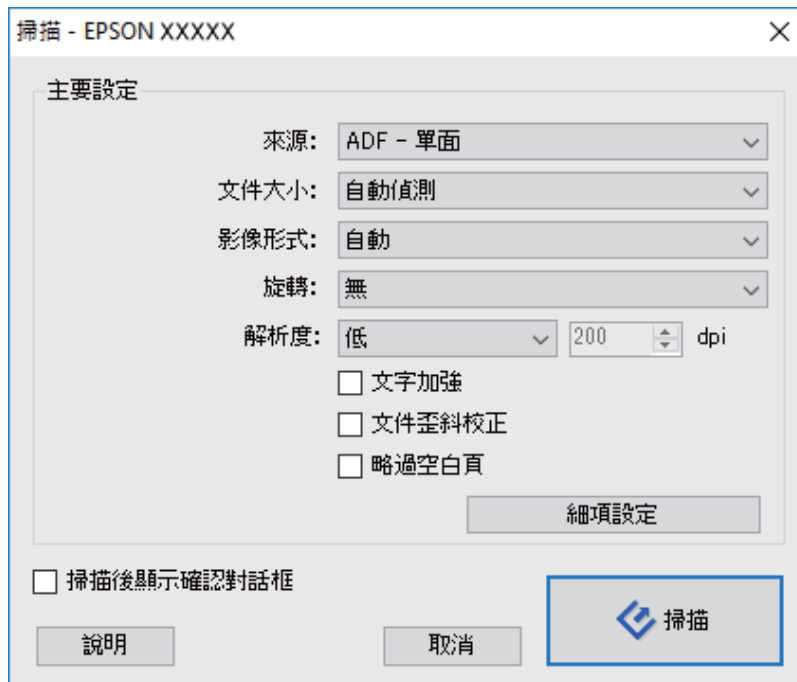 掃描 - EPSON XXXXX
主要設定
來源: ADF - 單面
文件大小: 自動偵測
影像形式: 自動
旋轉: 無
解析度: 低 200 dpi
文字加強
文件歪斜校正
略過空白頁
細項設定
掃描後顯示確認對話框
說明 取消 掃描